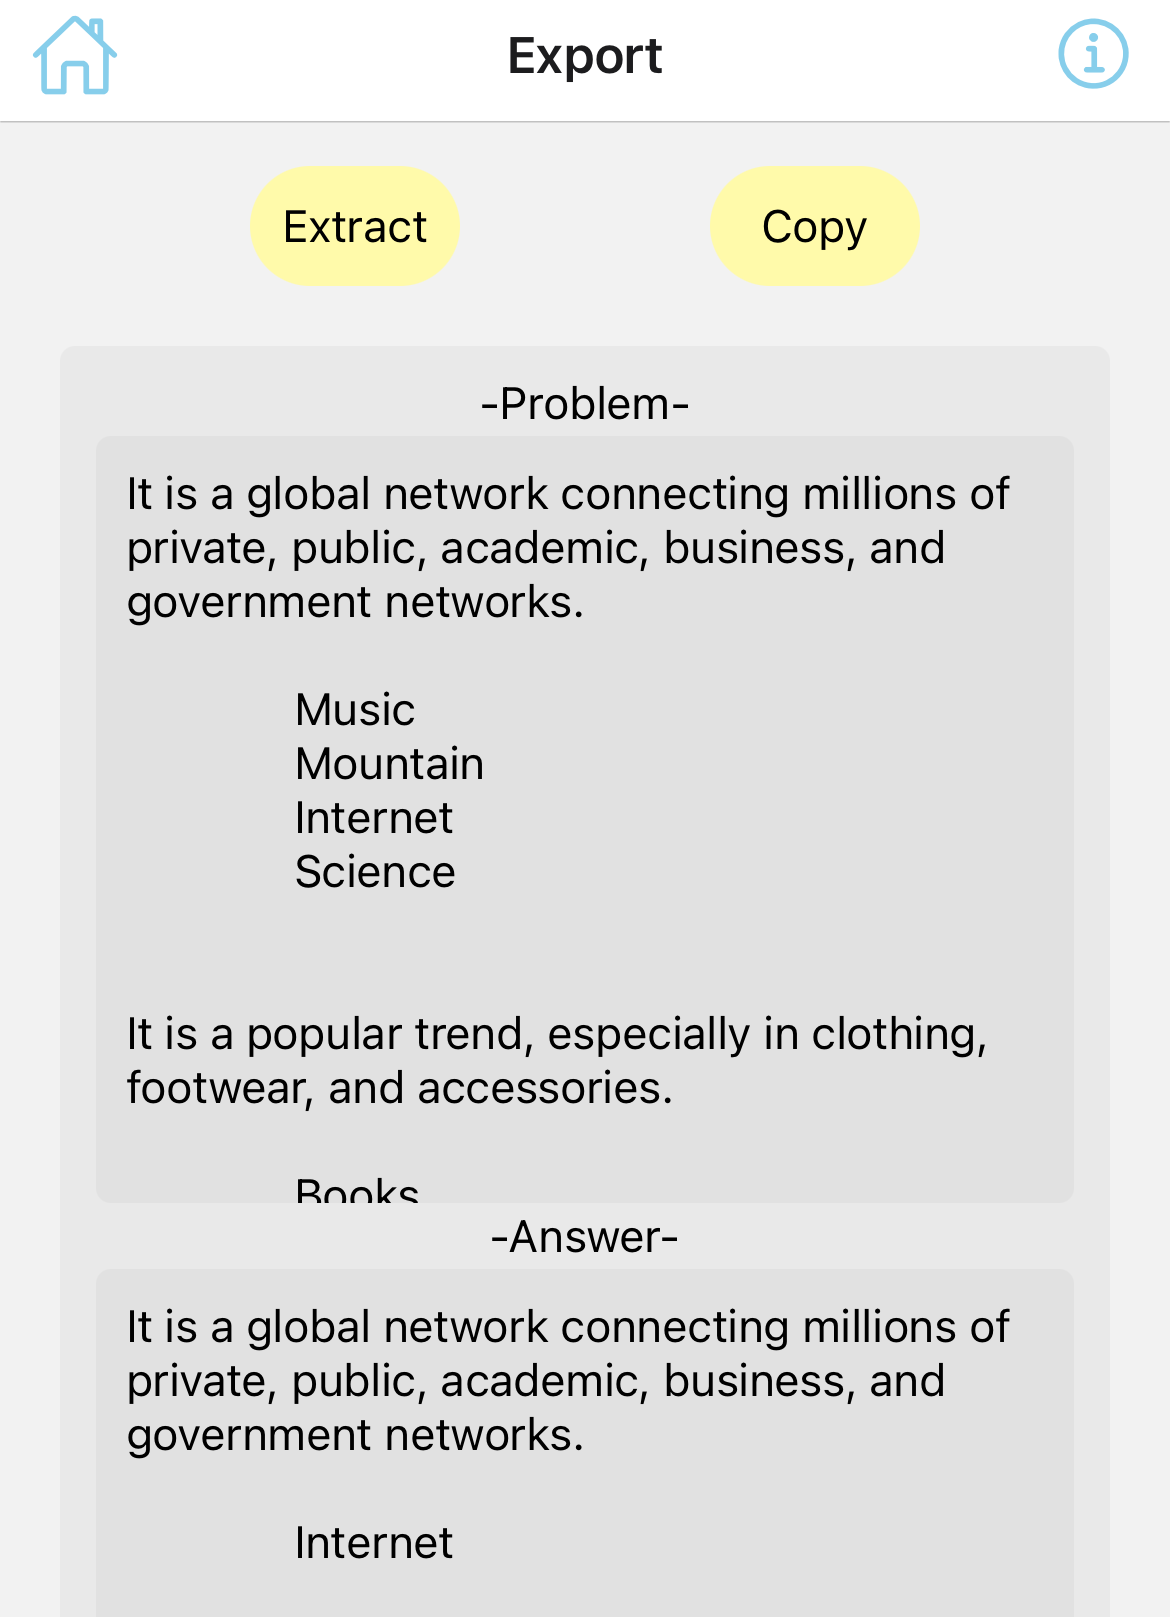 Export
Extract
Copy
-Problem-
It is a global network connecting millions of
private, public, academic, business, and
government networks.
Music
Mountain
Internet
Science
It is a popular trend, especially in clothing,
footwear, and accessories.
Books
-Answer-
It is a global network connecting millions of
private, public, academic, business, and
government networks.
Internet